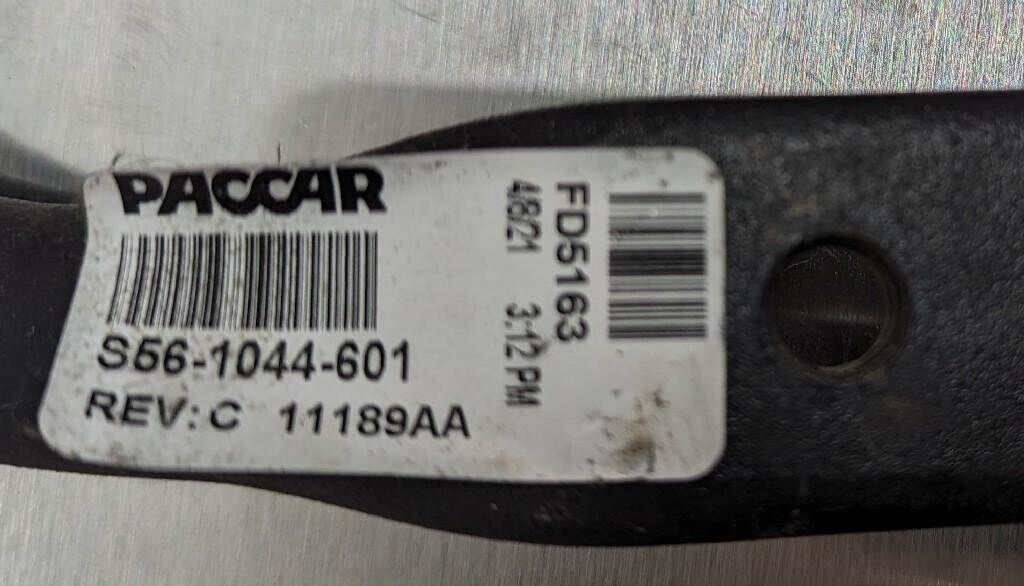 PACCAR
S56-1044-601
REV: C 11189AA
FD5163
4/8/21 3:12 PM